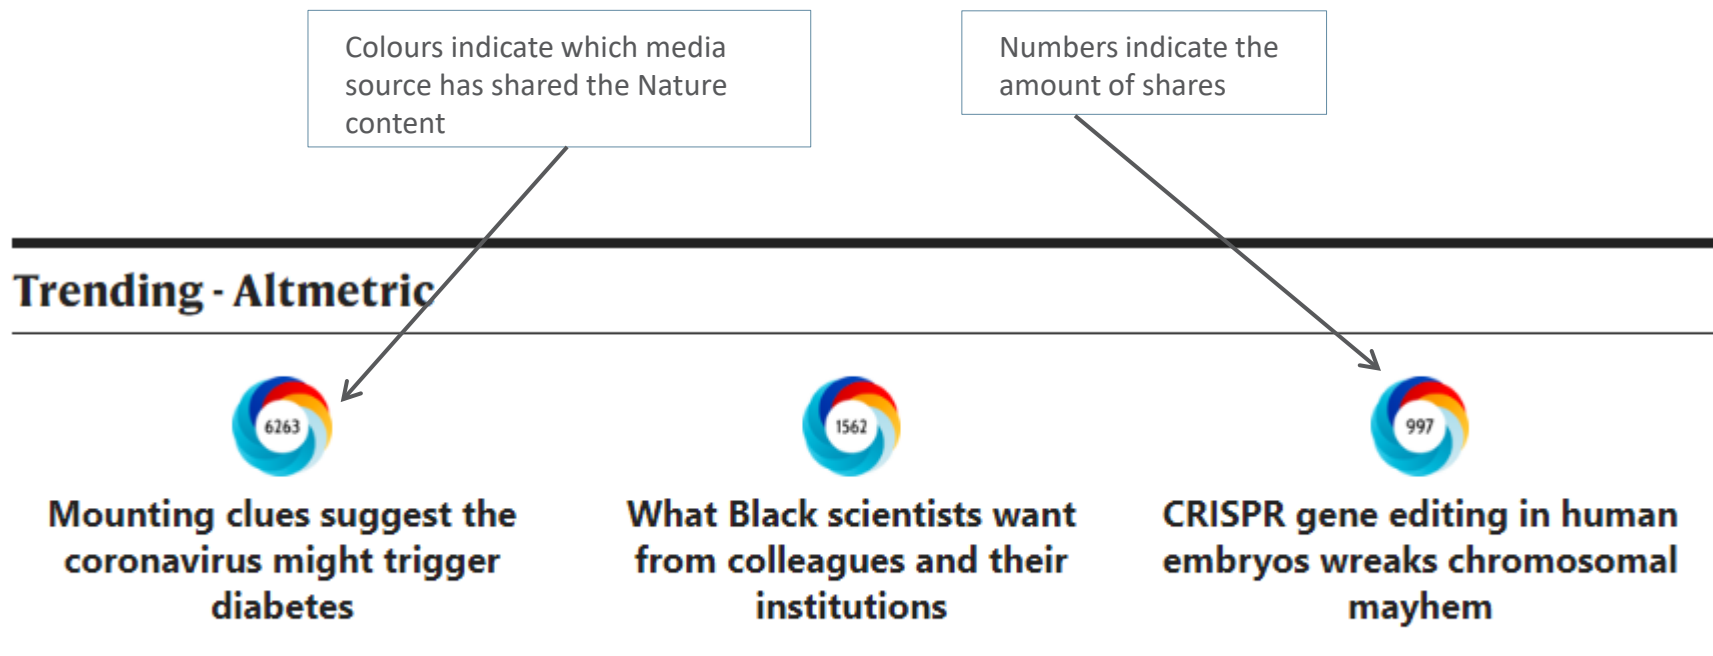 Colours indicate which media
source has shared the Nature
content
Numbers indicate the
amount of shares
Trending - Altmetric
6263
Mounting clues suggest the
coronavirus might trigger
diabetes
1562
What Black scientists want
from colleagues and their
institutions
997
CRISPR gene editing in human
embryos wreaks chromosomal
mayhem